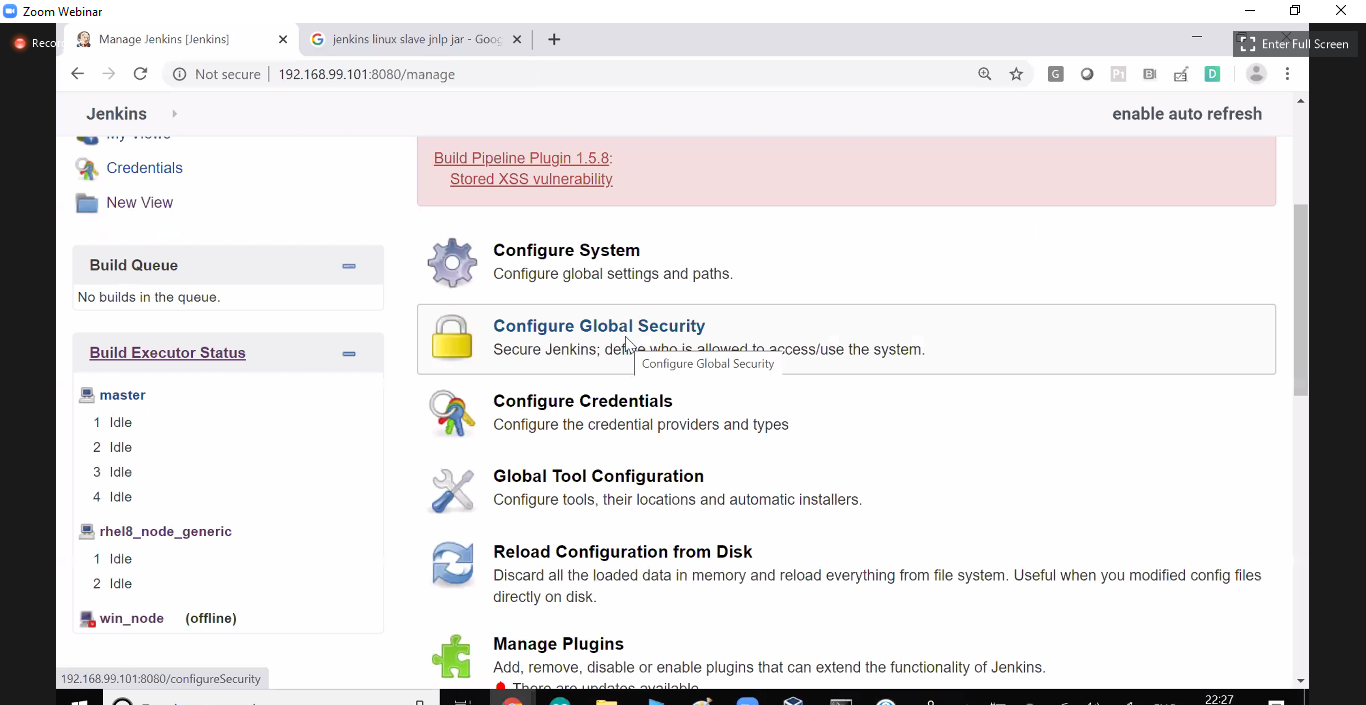 Zoom Webinar
Manage Jenkins [Jenkins]
jenkins linux slave jnlp jar - Goog
Enter Full Screen
Not secure
192.168.99.101:8080/manage
Jenkins
enable auto refresh
My Views
Credentials
New View
Build Queue
No builds in the queue.
Build Executor Status
master
1 Idle
2 Idle
3 Idle
4 Idle
rhel8_node_generic
1 Idle
2 Idle
win_node (offline)
Build Pipeline Plugin 1.5.8:
Stored XSS vulnerability
Configure System
Configure global settings and paths.
Configure Global Security
Secure Jenkins; define who is allowed to access/use the system.
Configure Global Security
Configure Credentials
Configure the credential providers and types
Global Tool Configuration
Configure tools, their locations and automatic installers.
Reload Configuration from Disk
Discard all the loaded data in memory and reload everything from file system. Useful when you modified config files
directly on disk.
Manage Plugins
Add, remove, disable or enable plugins that can extend the functionality of Jenkins.
There are updates available
192.168.99.101:8080/configureSecurity
22:27